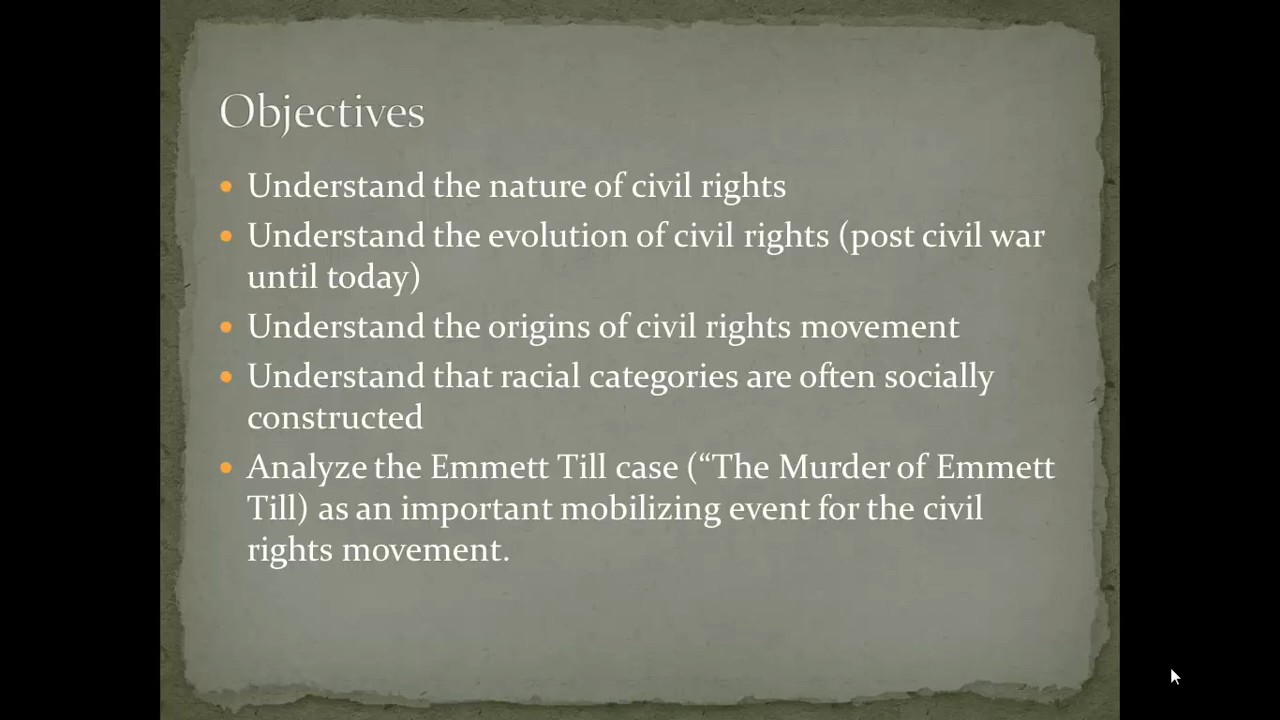 Objectives
• Understand the nature of civil rights
• Understand the evolution of civil rights (post civil war
until today)
• Understand the origins of civil rights movement
• Understand that racial categories are often socially
constructed
• Analyze the Emmett Till case (“The Murder of Emmett
Till) as an important mobilizing event for the civil
rights movement.